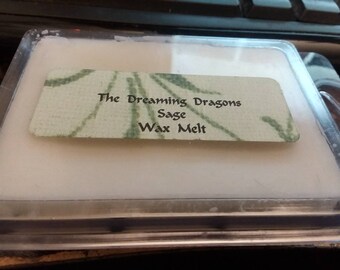 The Dreaming Dragons
Sage
Wax Melt